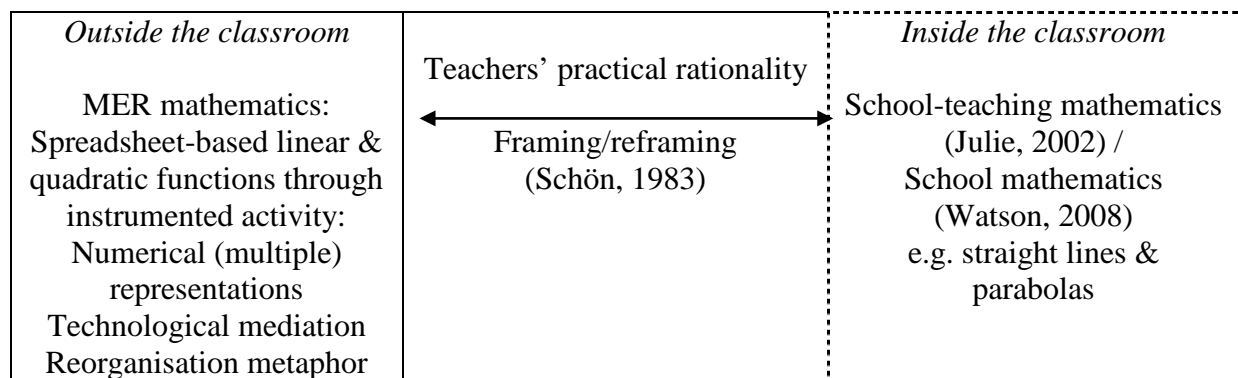 Outside the classroom
MER mathematics:
Spreadsheet-based linear &
quadratic functions through
instrumented activity:
Numerical (multiple)
representations
Technological mediation
Reorganisation metaphor
Teachers’ practical rationality
Framing/reframing
(Schön, 1983)
Inside the classroom
School-teaching mathematics
(Julie, 2002) /
School mathematics
(Watson, 2008)
e.g. straight lines &
parabolas